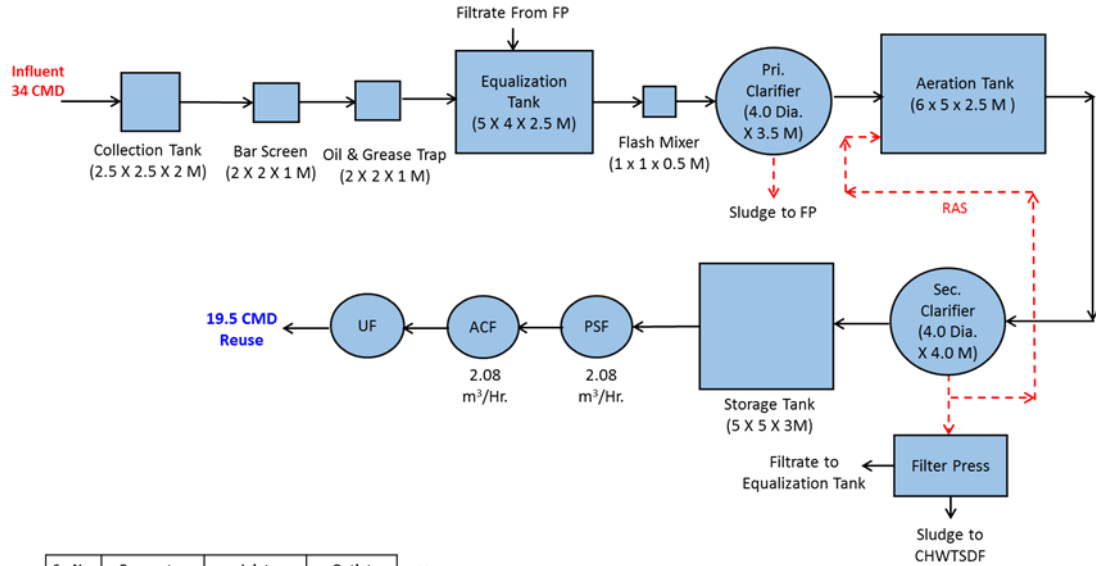 Filtrate From FP
Influent
34 CMD
Collection Tank
(2.5 X 2.5 X 2 M)
Bar Screen
(2 X 2 X 1 M)
Oil & Grease Trap
(2 X 2 X 1 M)
Equalization
Tank
(5 X 4 X 2.5 M)
Flash Mixer
(1 x 1 x 0.5 M)
Pri.
Clarifier
(4.0 Dia.
X 3.5 M)
Sludge to FP
Aeration Tank
(6 x 5 x 2.5 M )
RAS
19.5 CMD
Reuse
UF
ACF
2.08
m³/Hr.
PSF
2.08
m³/Hr.
Storage Tank
(5 X 5 X 3M)
Sec.
Clarifier
(4.0 Dia.
X 4.0 M)
Filter Press
Filtrate to
Equalization Tank
Sludge to
CHWTSDF